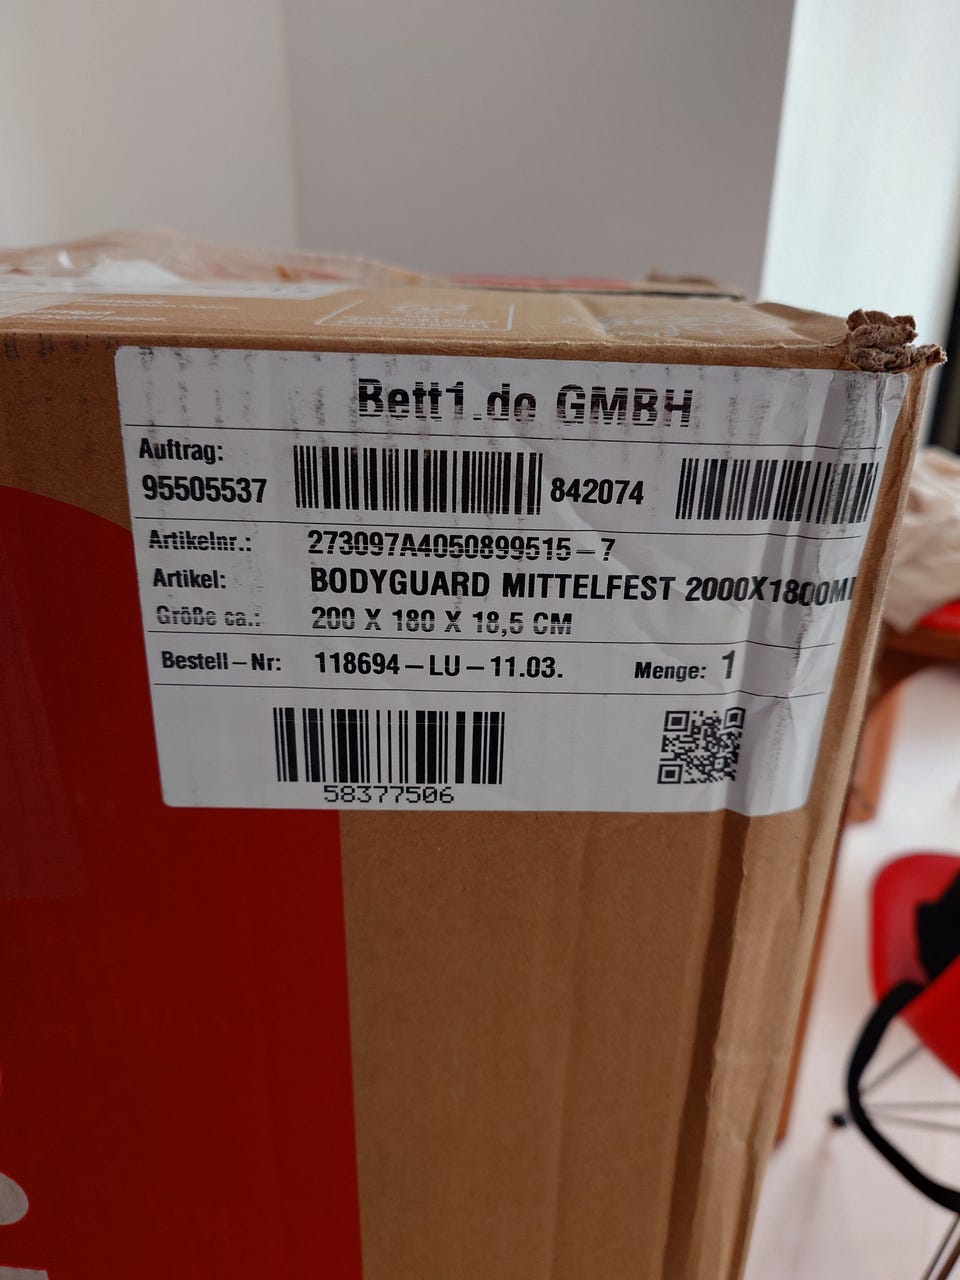 Bett1.de GMBH
Auftrag:
95505537 842074
Artikelnr.: 273097A4050899515-7
Artikel: BODYGUARD MITTELFEST 2000X1800M
Größe ca.: 200 X 180 X 18,5 CM
Bestell-Nr: 118694-LU-11.03. Menge: 1
58377506